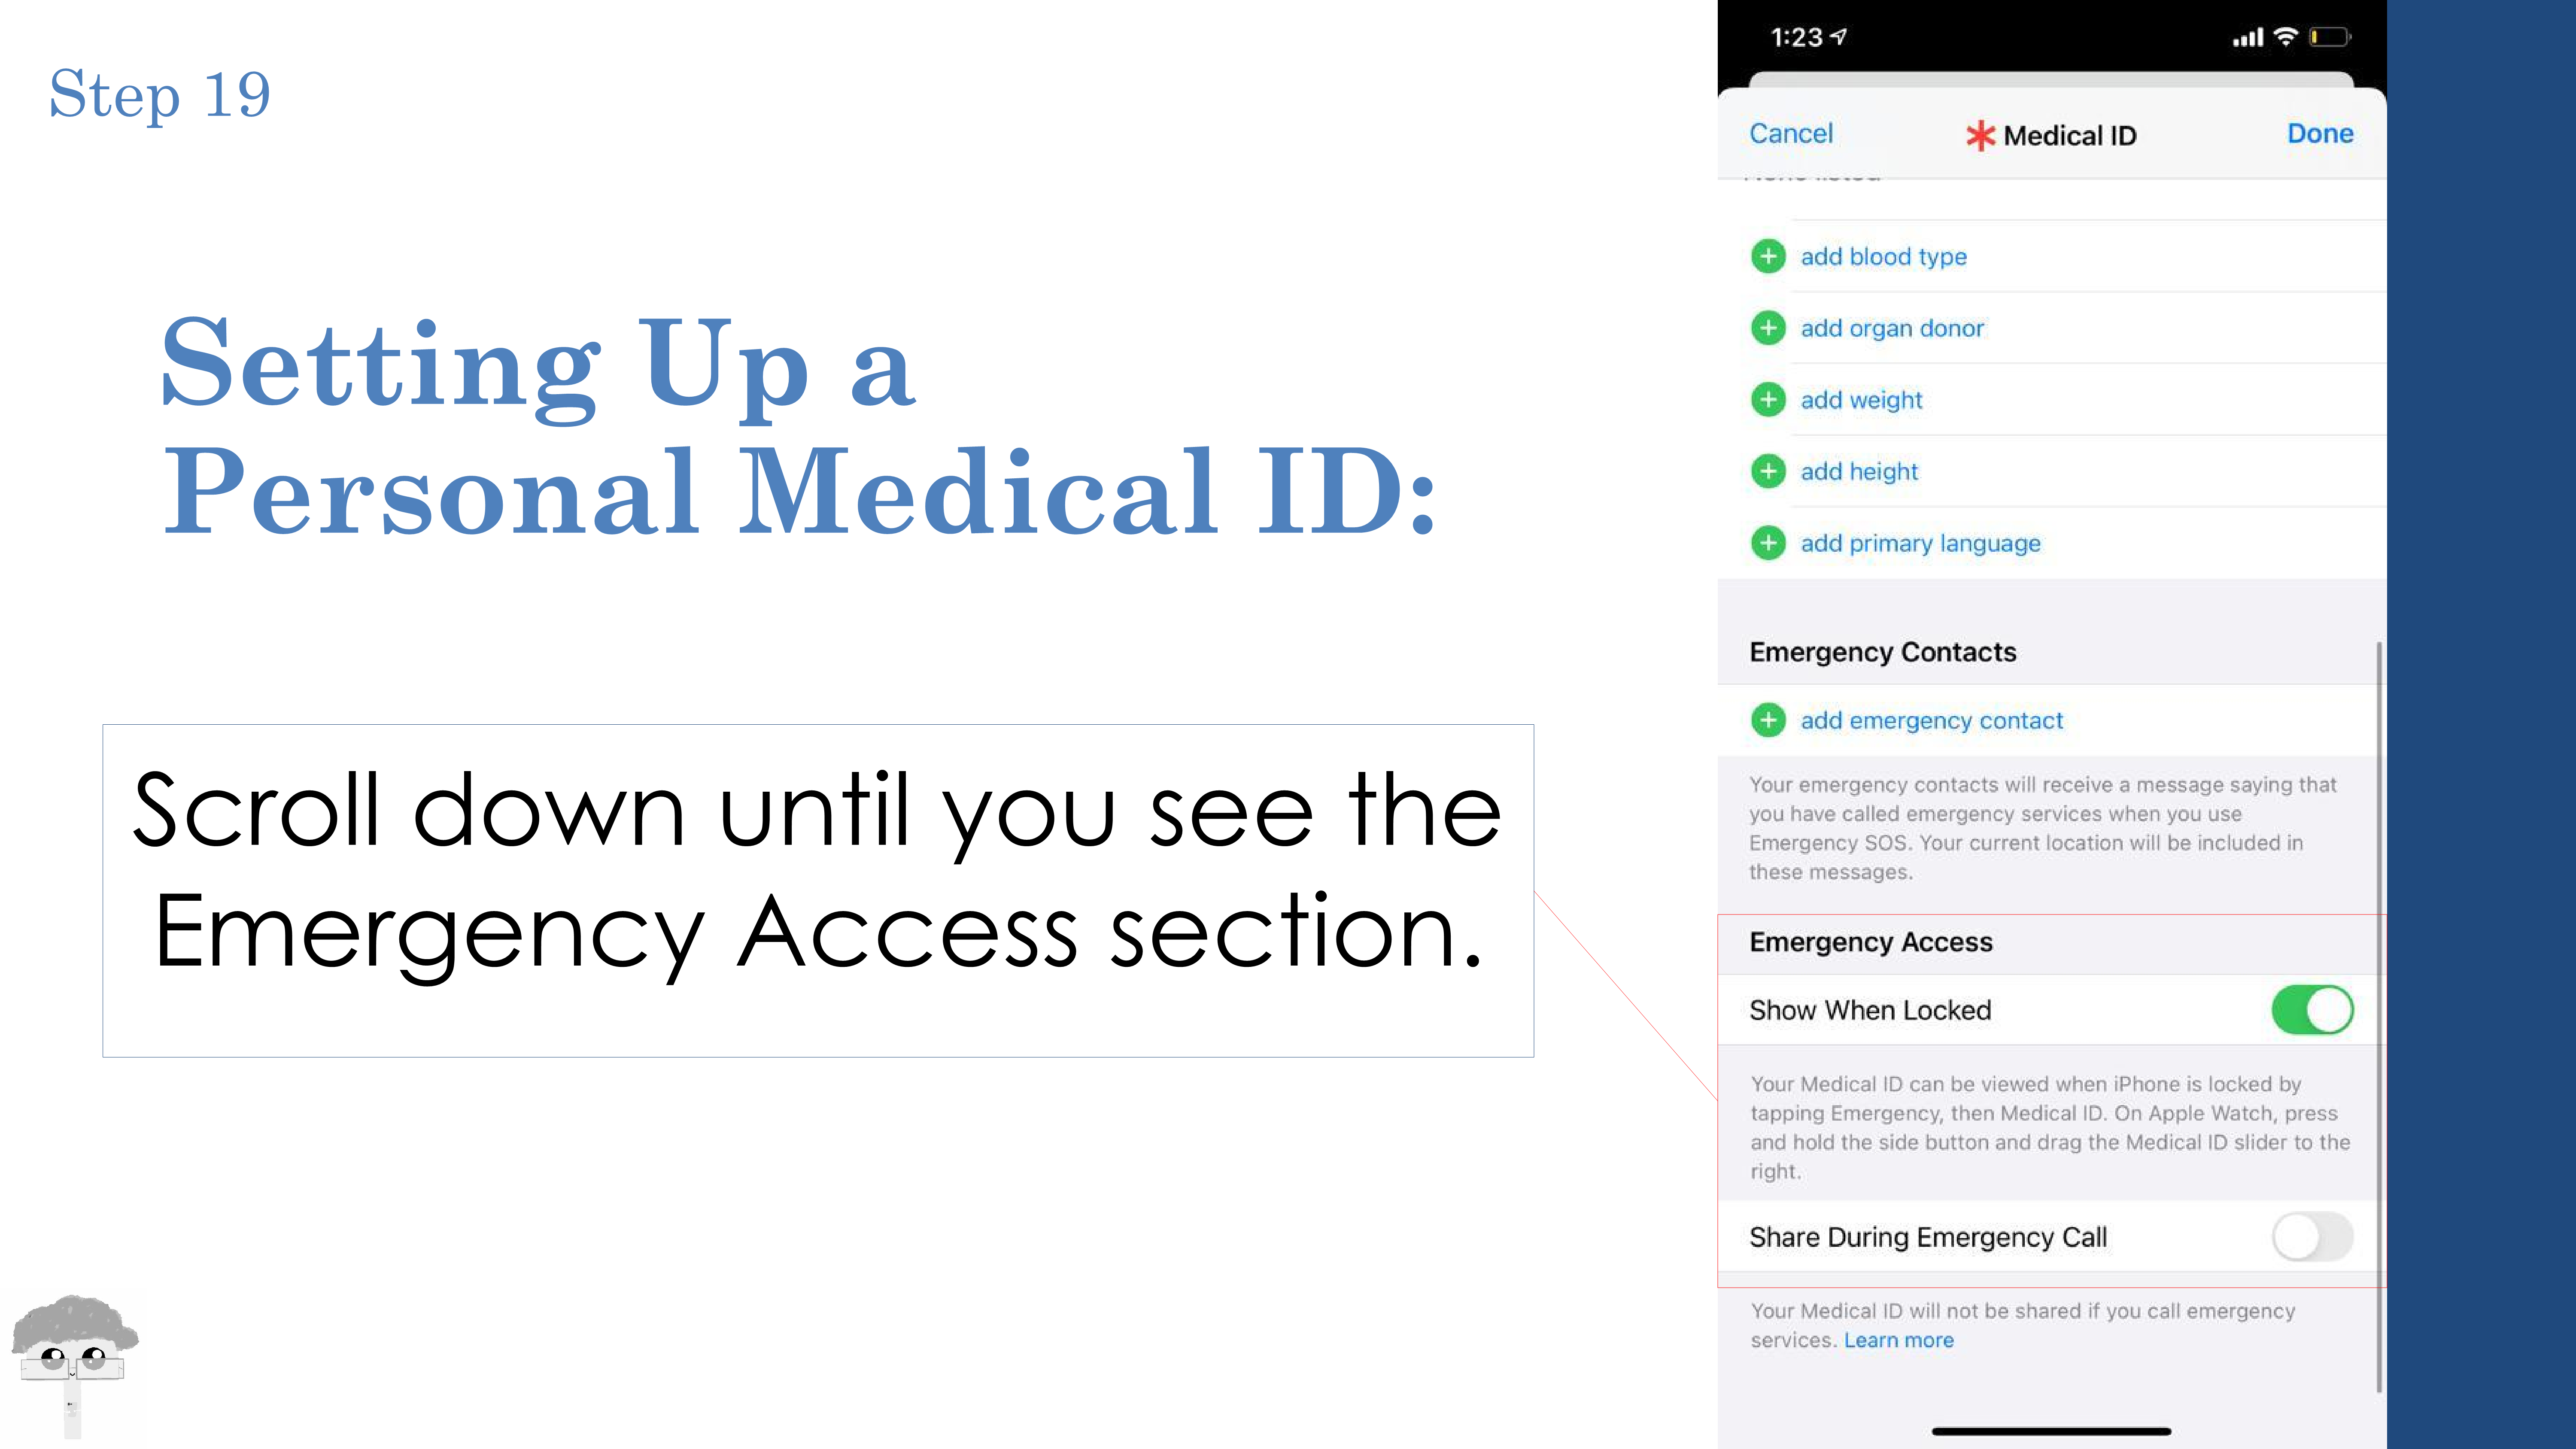 Step 19
Setting Up a
Personal Medical ID:
Scroll down until you see the
Emergency Access section.
1:23
Cancel
Medical ID
Done
add blood type
add organ donor
add weight
add height
add primary language
Emergency Contacts
add emergency contact
Your emergency contacts will receive a message saying that
you have called emergency services when you use
Emergency SOS. Your current location will be included in
these messages.
Emergency Access
Show When Locked
Your Medical ID can be viewed when iPhone is locked by
tapping Emergency, then Medical ID. On Apple Watch, press
and hold the side button and drag the Medical ID slider to the
right.
Share During Emergency Call
Your Medical ID will not be shared if you call emergency
services. Learn more